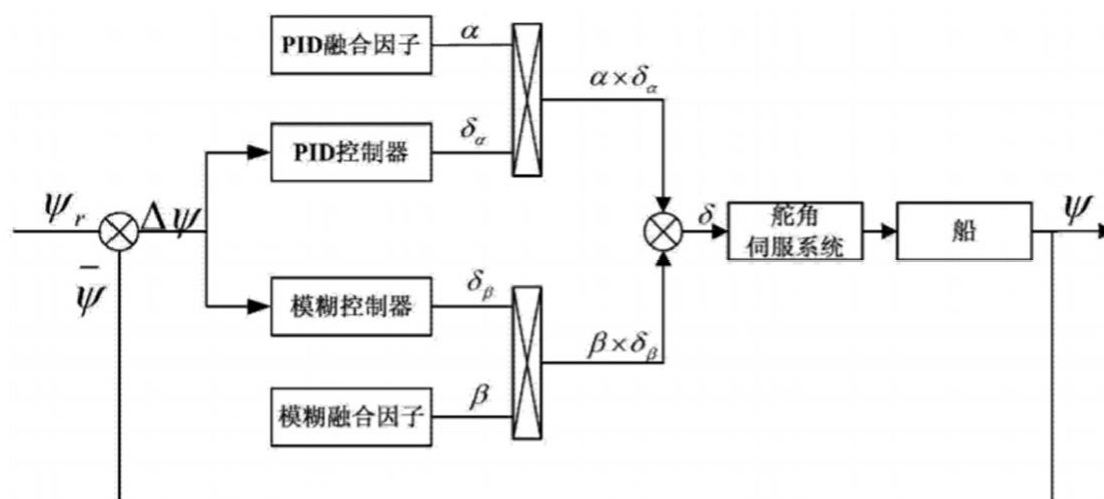 PID融合因子
α
α×δα
PID控制器
δα
ψr
Δψ
δ
舵角
伺服系统
船
ψ
ψ̄
模糊控制器
δβ
β×δβ
模糊融合因子
β